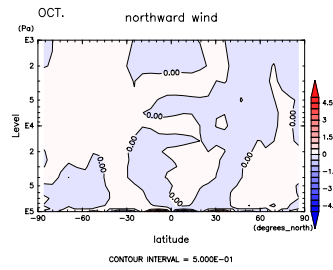 OCT.
northward wind
(Pa)
E3
2
5
E4
2
5
E5
Level
0.00
0.00
0.00
0.00
0.00
0.00
0.00
−90 −60 −30 0 30 60 90
(degrees_north)
latitude
4.5
3
1.5
0
−1.
−3.
−4.
CONTOUR INTERVAL = 5.000E−01